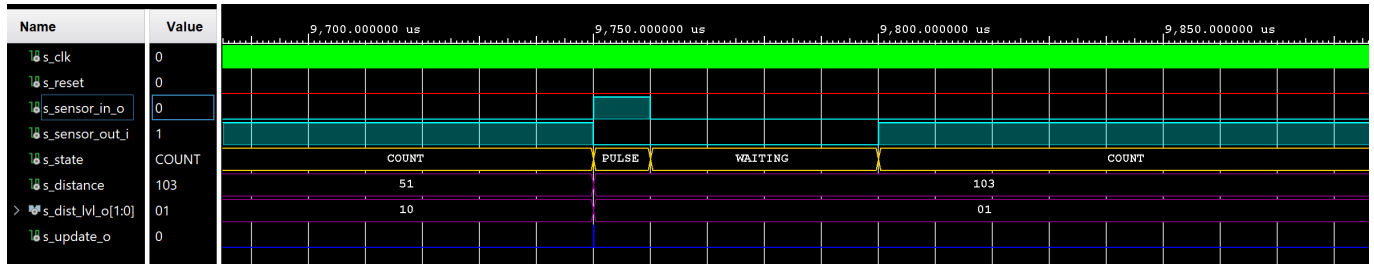 Name Value 9,700.000000 us 9,750.000000 us 9,800.000000 us 9,850.000000 us
s_clk 0
s_reset 0
s_sensor_in_o 0
s_sensor_out_i 1
s_state COUNT COUNT PULSE WAITING COUNT
s_distance 103 51 103
> s_dist_lvl_o[1:0] 01 10 01
s_update_o 0